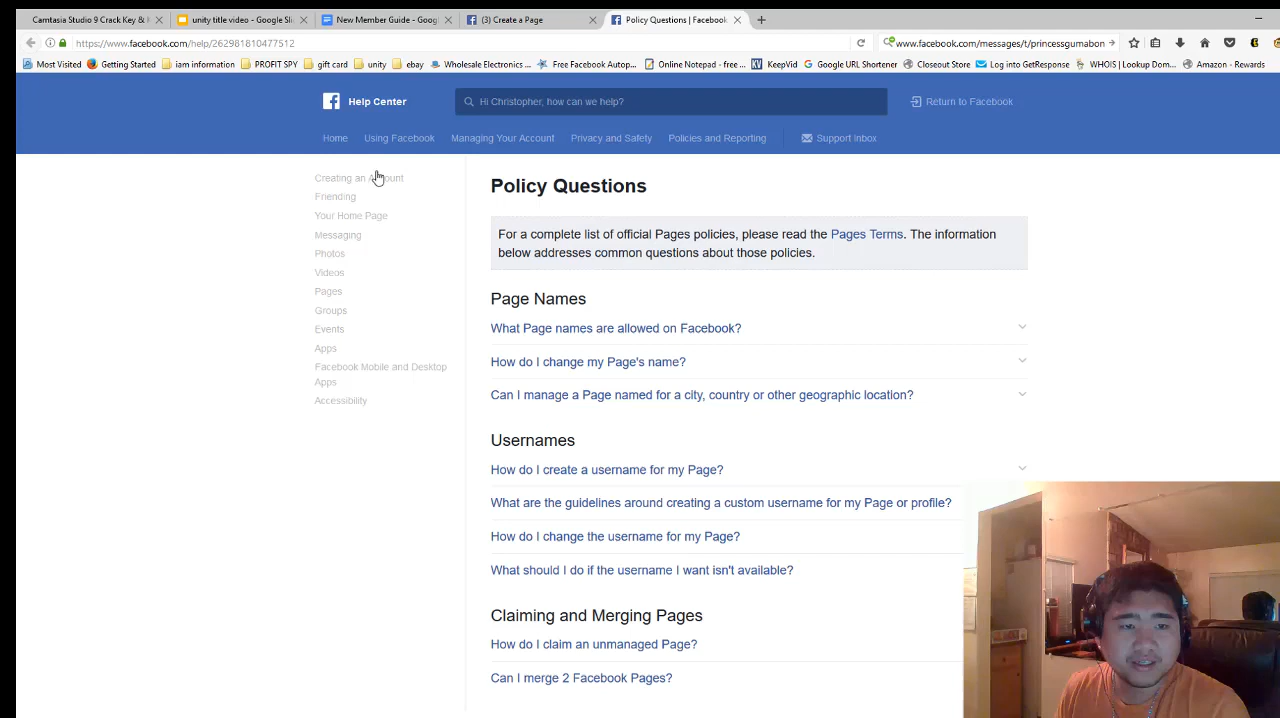 Camtasia Studio 9 Crack Key & unity title video - Google Sli New Member Guide - Goog (3) Create a Page Policy Questions | Facebook
https://www.facebook.com/help/262981810477512 www.facebook.com/messages/t/princessgumabon
Most Visited Getting Started iam information PROFIT SPY gift card unity ebay Wholesale Electronics ... Free Facebook Autop... Online Notepad - free ... KeepVid Google URL Shortener Closeout Store Log into GetResponse WHOIS | Lookup Dom... Amazon - Rewards
Help Center Hi Christopher, how can we help? Return to Facebook
Home Using Facebook Managing Your Account Privacy and Safety Policies and Reporting Support Inbox
Creating an Account
Friending
Your Home Page
Messaging
Photos
Videos
Pages
Groups
Events
Apps
Facebook Mobile and Desktop
Apps
Accessibility
Policy Questions
For a complete list of official Pages policies, please read the Pages Terms. The information
below addresses common questions about those policies.
Page Names
What Page names are allowed on Facebook?
How do I change my Page's name?
Can I manage a Page named for a city, country or other geographic location?
Usernames
How do I create a username for my Page?
What are the guidelines around creating a custom username for my Page or profile?
How do I change the username for my Page?
What should I do if the username I want isn't available?
Claiming and Merging Pages
How do I claim an unmanaged Page?
Can I merge 2 Facebook Pages?